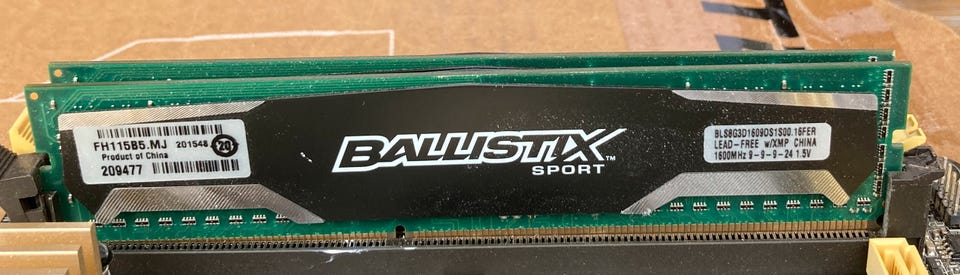 FH115B5.MJ 201548 20
Product of China
209477
BALLISTIX™
SPORT
BLS8G3D1609DS1S00.16FER
LEAD-FREE w/XMP CHINA
1600MHz 9-9-9-24 1.5V